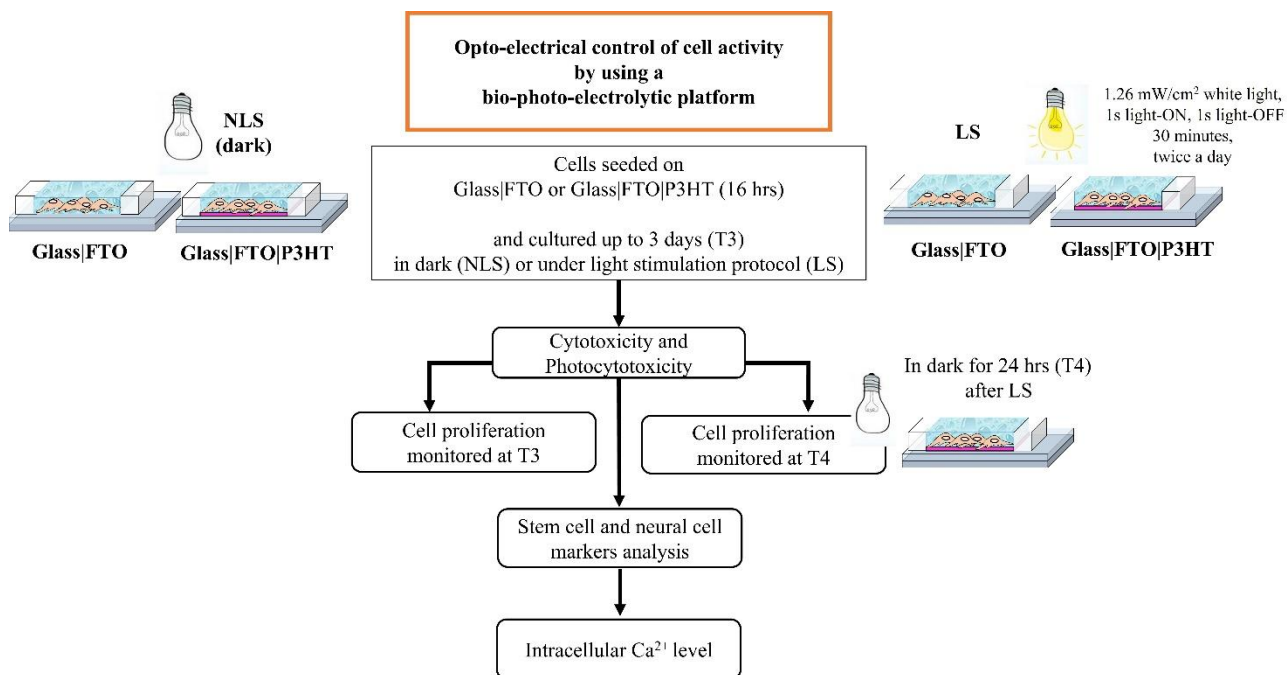 Opto-electrical control of cell activity
by using a
bio-photo-electrolytic platform
NLS
(dark)
Glass|FTO
Glass|FTO|P3HT
Cells seeded on
Glass|FTO or Glass|FTO|P3HT (16 hrs)
and cultured up to 3 days (T3)
in dark (NLS) or under light stimulation protocol (LS)
LS
1.26 mW/cm² white light,
1s light-ON, 1s light-OFF
30 minutes,
twice a day
Glass|FTO
Glass|FTO|P3HT
Cytotoxicity and
Photocytotoxicity
Cell proliferation
monitored at T3
Cell proliferation
monitored at T4
In dark for 24 hrs (T4)
after LS
Stem cell and neural cell
markers analysis
Intracellular Ca²⁺ level